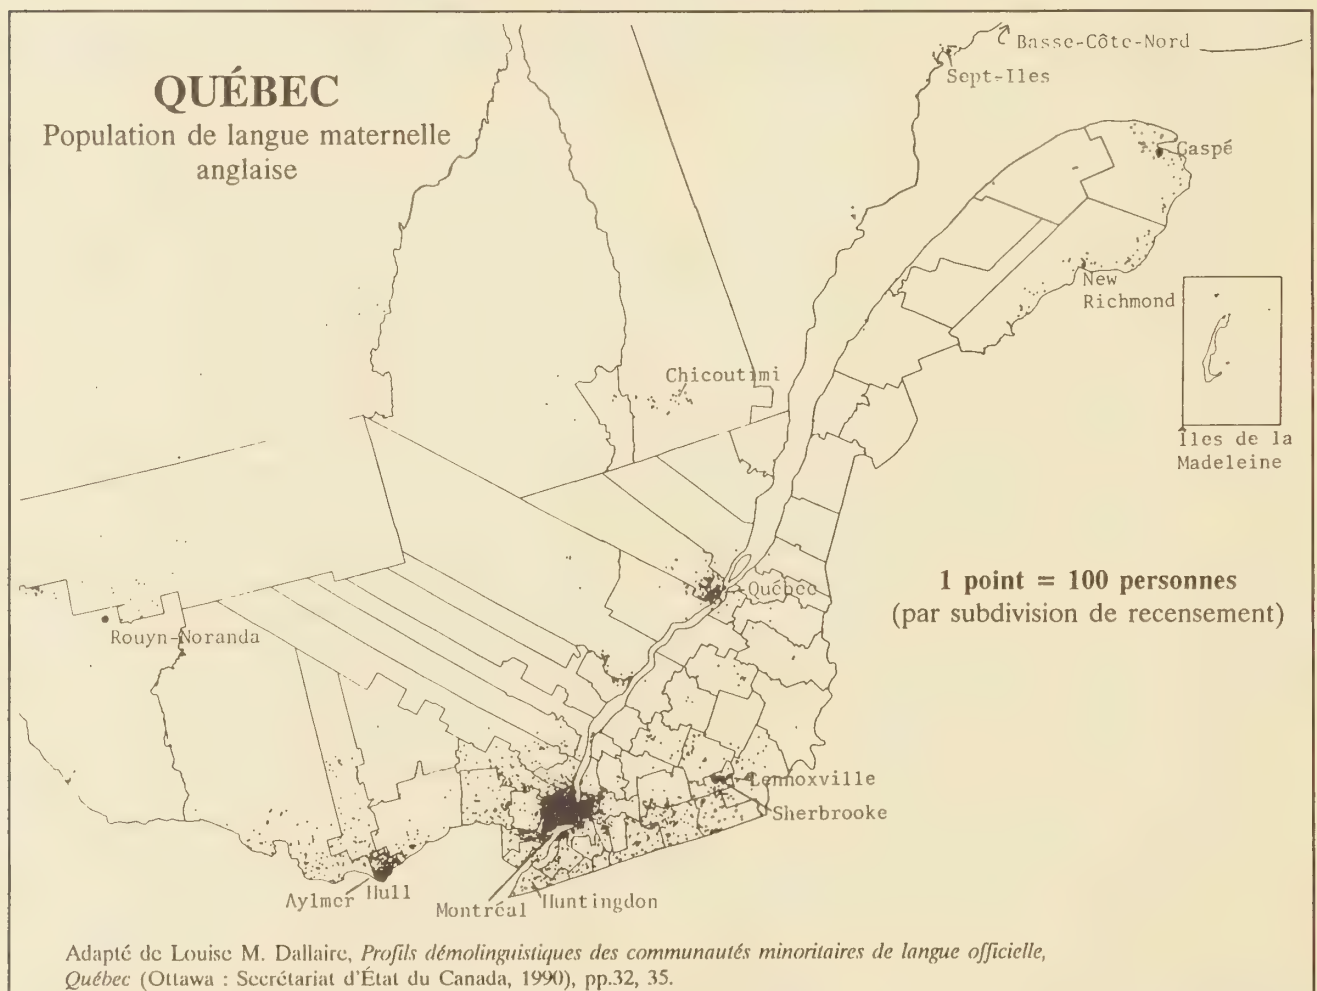 QUÉBEC
Population de langue maternelle
anglaise
Basse-Côte-Nord
Sept-Iles
Gaspé
New
Richmond
Chicoutimi
Îles de la
Madeleine
1 point = 100 personnes
(par subdivision de recensement)
Québec
Rouyn-Noranda
Lennoxville
Sherbrooke
Aylmer
Hull
Montréal
Huntingdon
Adapté de Louise M. Dallaire, Profils démolinguistiques des communautés minoritaires de langue officielle,
Québec (Ottawa : Secrétariat d'État du Canada, 1990), pp.32, 35.